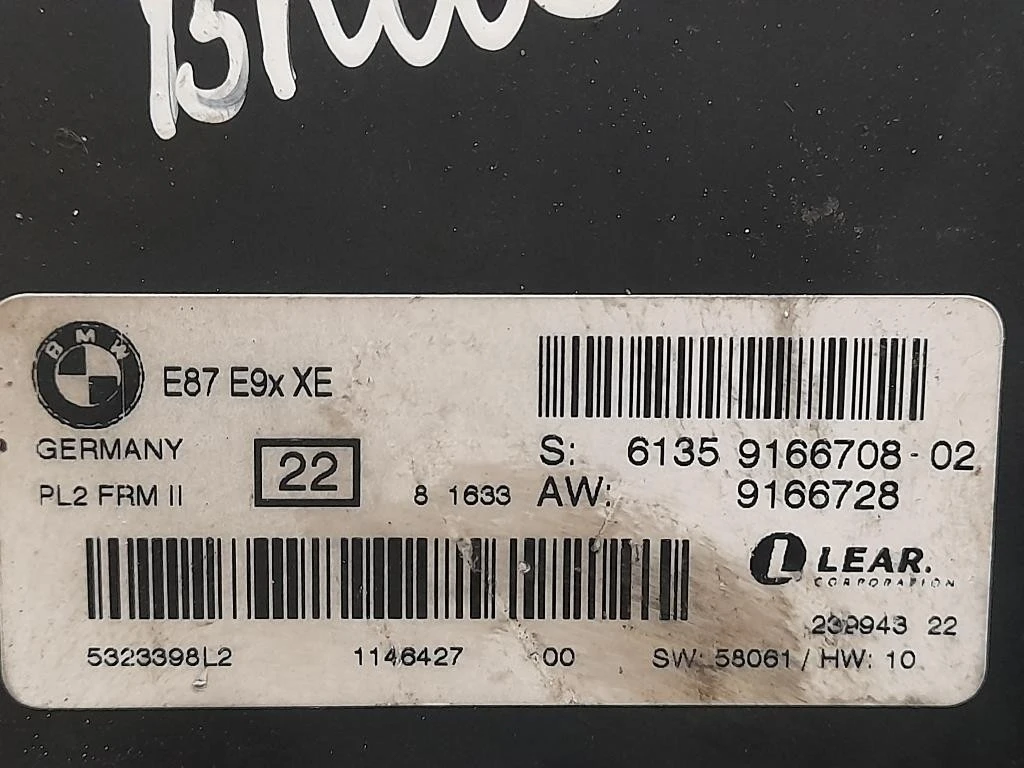 BMW
E87 E9x XE
GERMANY
22
PL2 FRM II
8 1633
S: 6135 9166708-02
AW: 9166728
LEAR.
CORPORATION
239943 22
5323398L2 1146427 00 SW: 58061 / HW: 10